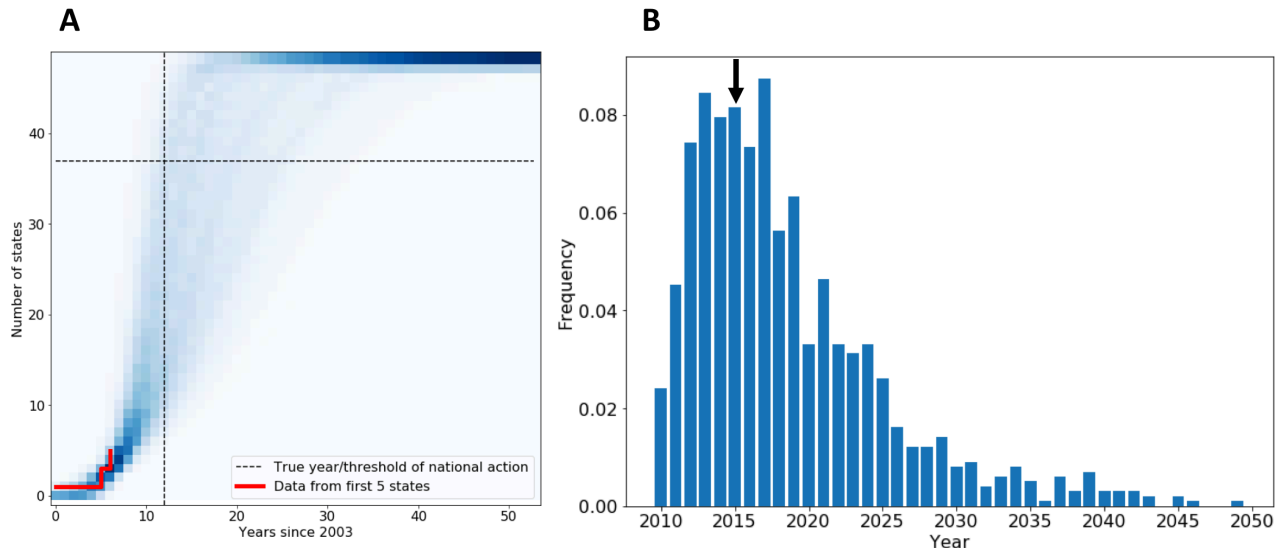 A
Number of states
40
30
20
10
0
0 10 20 30 40 50
Years since 2003
True year/threshold of national action
Data from first 5 states
B
Frequency
0.08
0.06
0.04
0.02
0.00
2010 2015 2020 2025 2030 2035 2040 2045 2050
Year